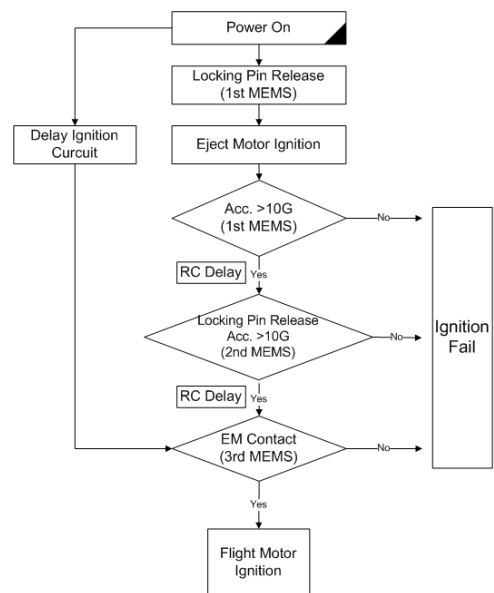 Power On
Locking Pin Release
(1st MEMS)
Delay Ignition
Curcuit
Eject Motor Ignition
Acc. >10G
(1st MEMS)
No
RC Delay
Yes
Locking Pin Release
Acc. >10G
(2nd MEMS)
No
Ignition
Fail
RC Delay
Yes
EM Contact
(3rd MEMS)
No
Yes
Flight Motor
Ignition